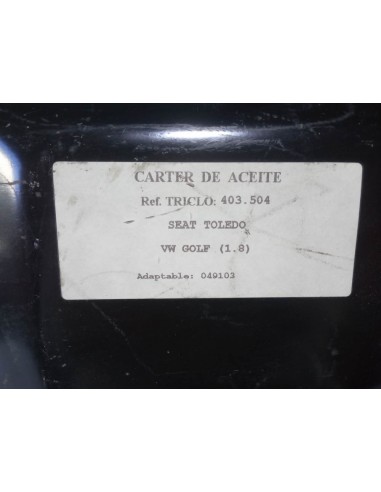 CARTER DE ACEITE
Ref. TRICLO: 403.504
SEAT TOLEDO
VW GOLF (1.8)
Adaptable: 049103